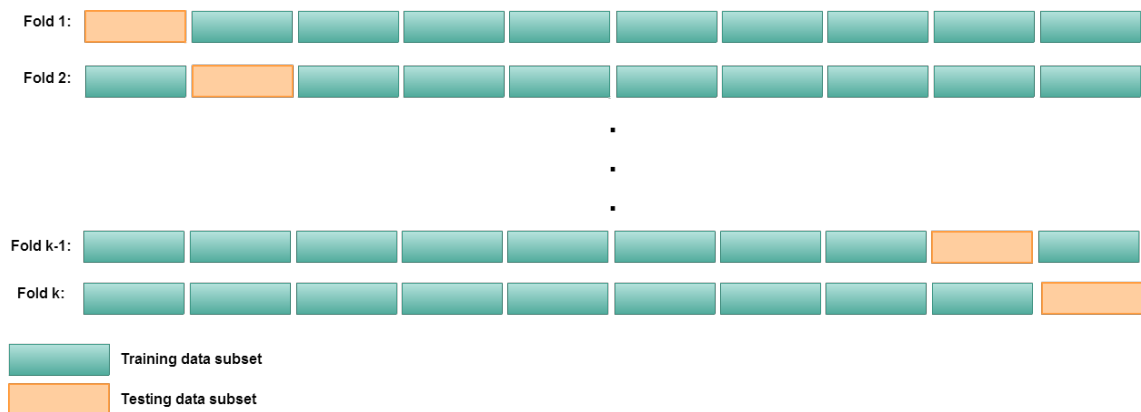 Fold 1:
Fold 2:
Fold k-1:
Fold k:
Training data subset
Testing data subset